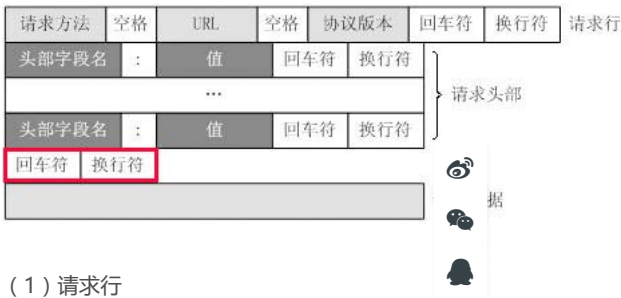 请求方法 空格 URL 空格 协议版本 回车符 换行符 请求行
头部字段名 : 值 回车符 换行符
...
请求头部
头部字段名 : 值 回车符 换行符
回车符 换行符
据
（1）请求行